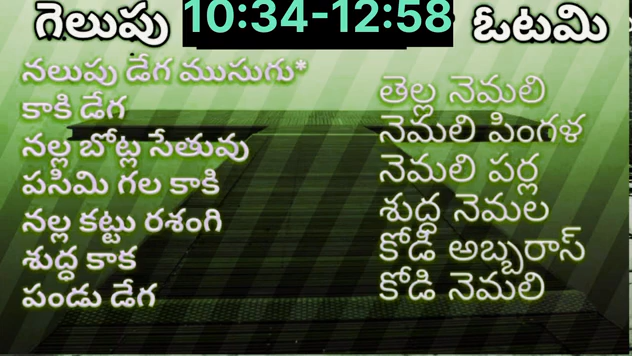 గెలుపు 10:34-12:58 ఓటమి
నలుపు డేగ ముసుగు*
కాకి డేగ
నల్ల బోట్ల సేతువు
పసిమి గల కాకి
నల్ల కట్టు రశంగి
శుద్ధ కాక
పండు డేగ
తెల్ల నెమలి
నెమలి పింగళ
నెమలి పర్ల
శుద్ధ నెమల
కోడి అబ్బరాస్
కోడి నెమలి